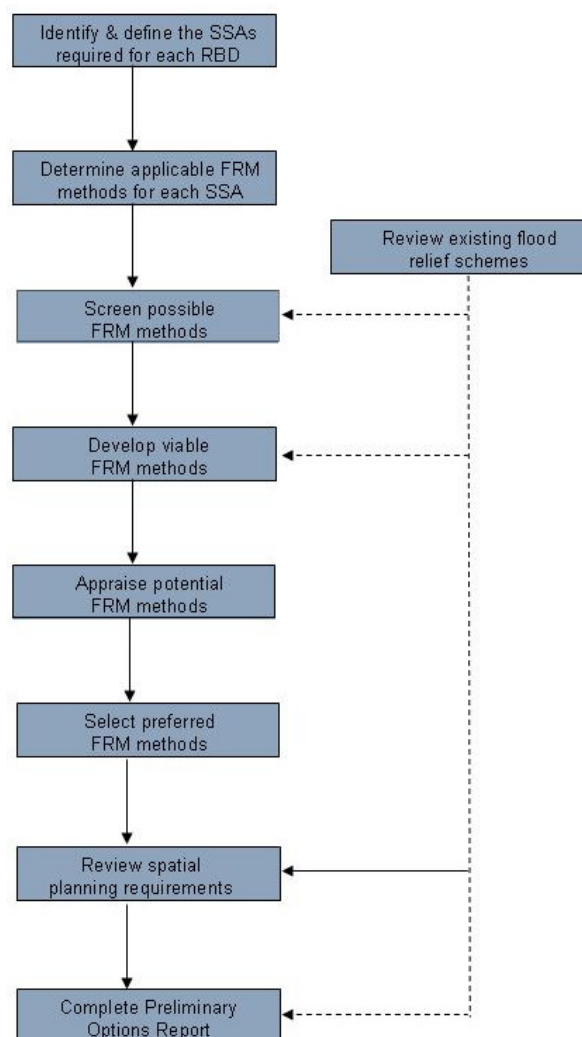 Identify & define the SSAs
required for each RBD
Determine applicable FRM
methods for each SSA
Review existing flood
relief schemes
Screen possible
FRM methods
Develop viable
FRM methods
Appraise potential
FRM methods
Select preferred
FRM methods
Review spatial
planning requirements
Complete Preliminary
Options Report